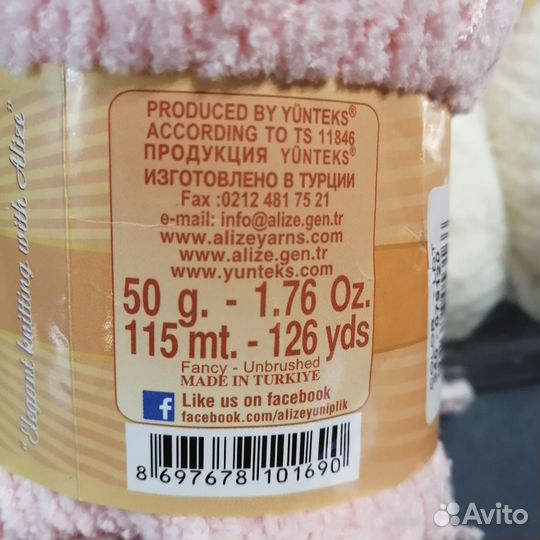 "Elegant knitting with Alize"
PRODUCED BY YÜNTEKS®
ACCORDING TO TS 11846
ПРОДУКЦИЯ YÜNTEKS®
ИЗГОТОВЛЕНО В ТУРЦИИ
Fax :0212 481 75 21
e-mail: info@alize.gen.tr
www.alizeyarns.com
www.alize.gen.tr
www.yunteks.com
50 g. - 1.76 Oz.
115 mt. - 126 yds
Fancy - Unbrushed
MADE IN TURKIYE
f Like us on facebook
facebook.com/alizeyuniplik
8 697678 101690
COLOR
LOT
Avito